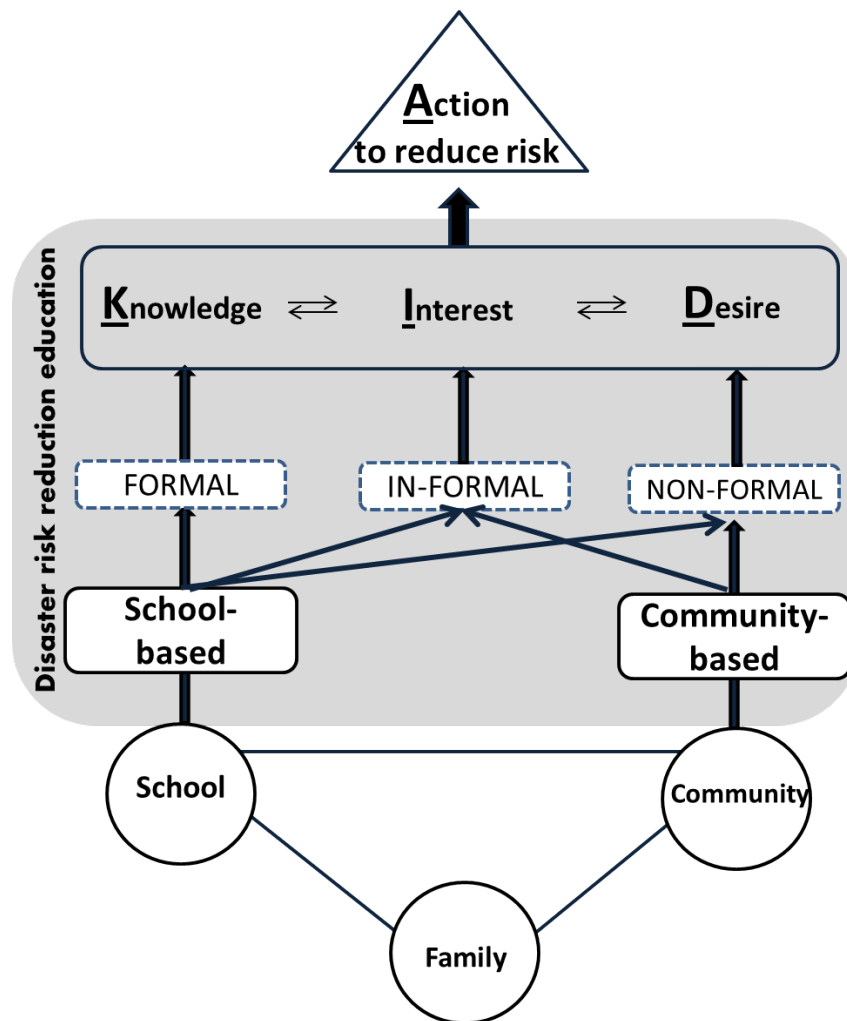 Action
to reduce risk
Disaster risk reduction education
Knowledge Interest Desire
FORMAL IN-FORMAL NON-FORMAL
School-
based
Community-
based
School
Community
Family